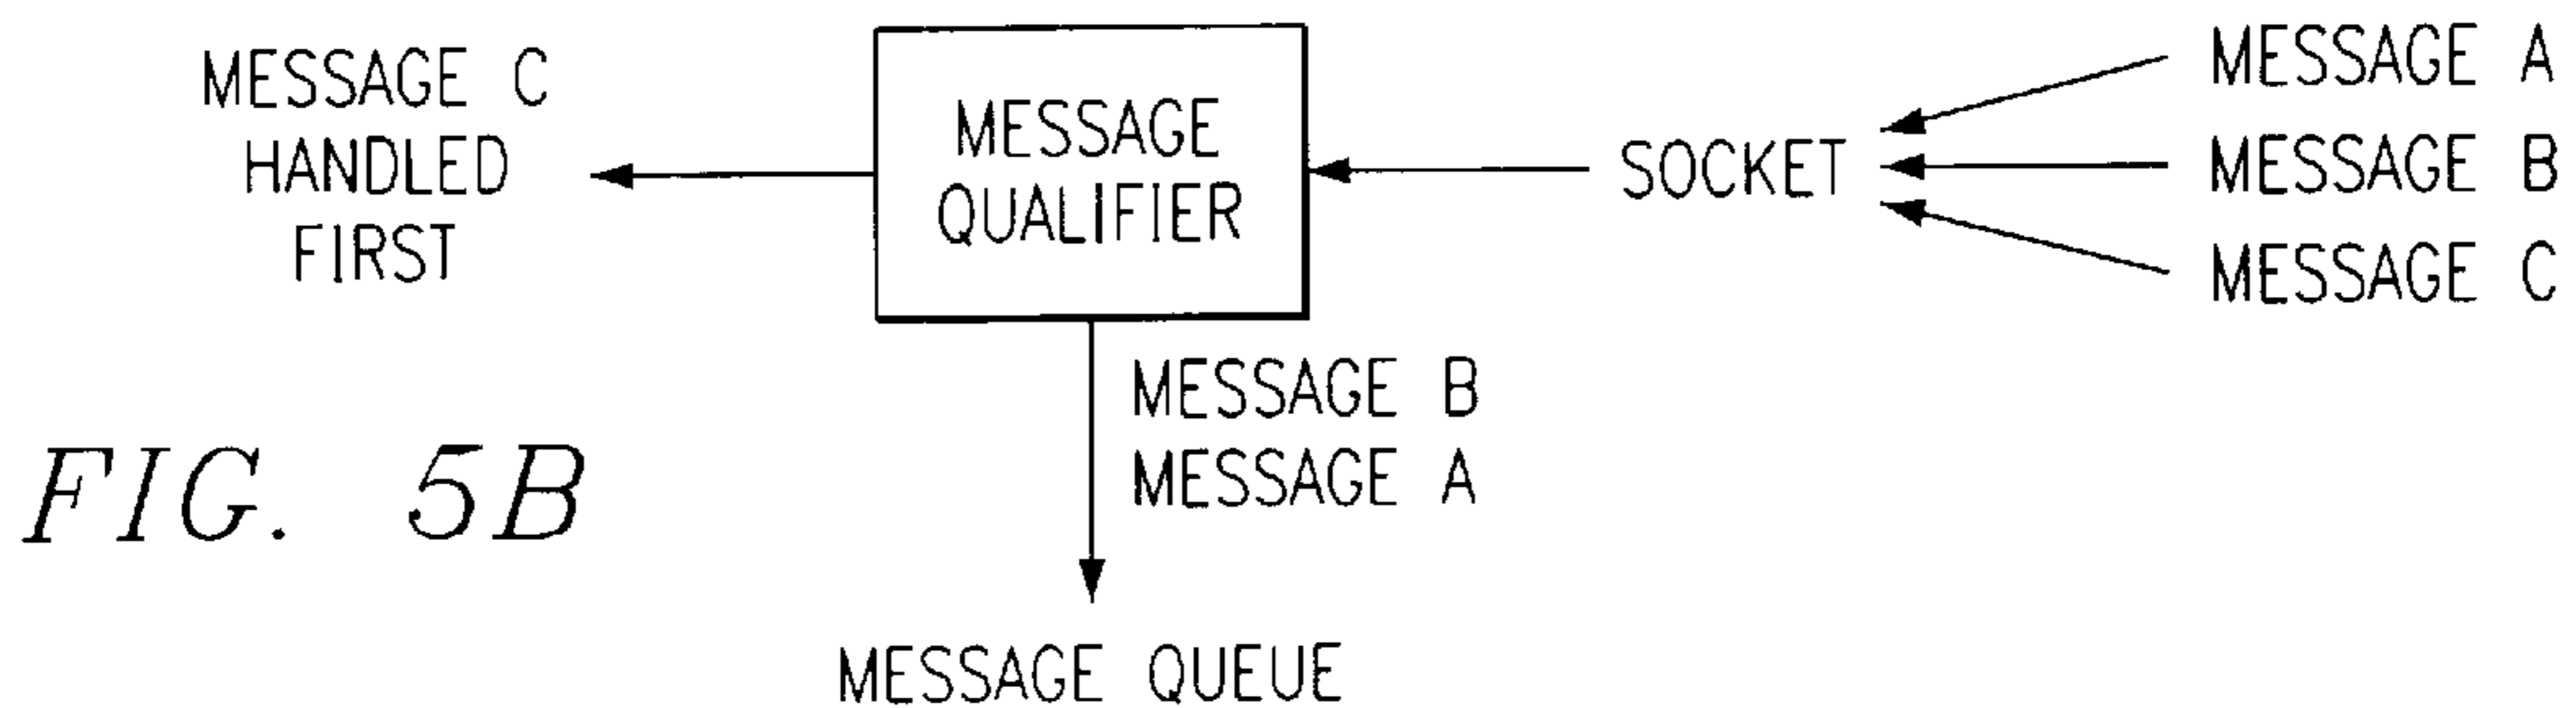 MESSAGE C
HANDLED
FIRST
MESSAGE
QUALIFIER
SOCKET
MESSAGE A
MESSAGE B
MESSAGE C
MESSAGE B
MESSAGE A
MESSAGE QUEUE
FIG. 5B